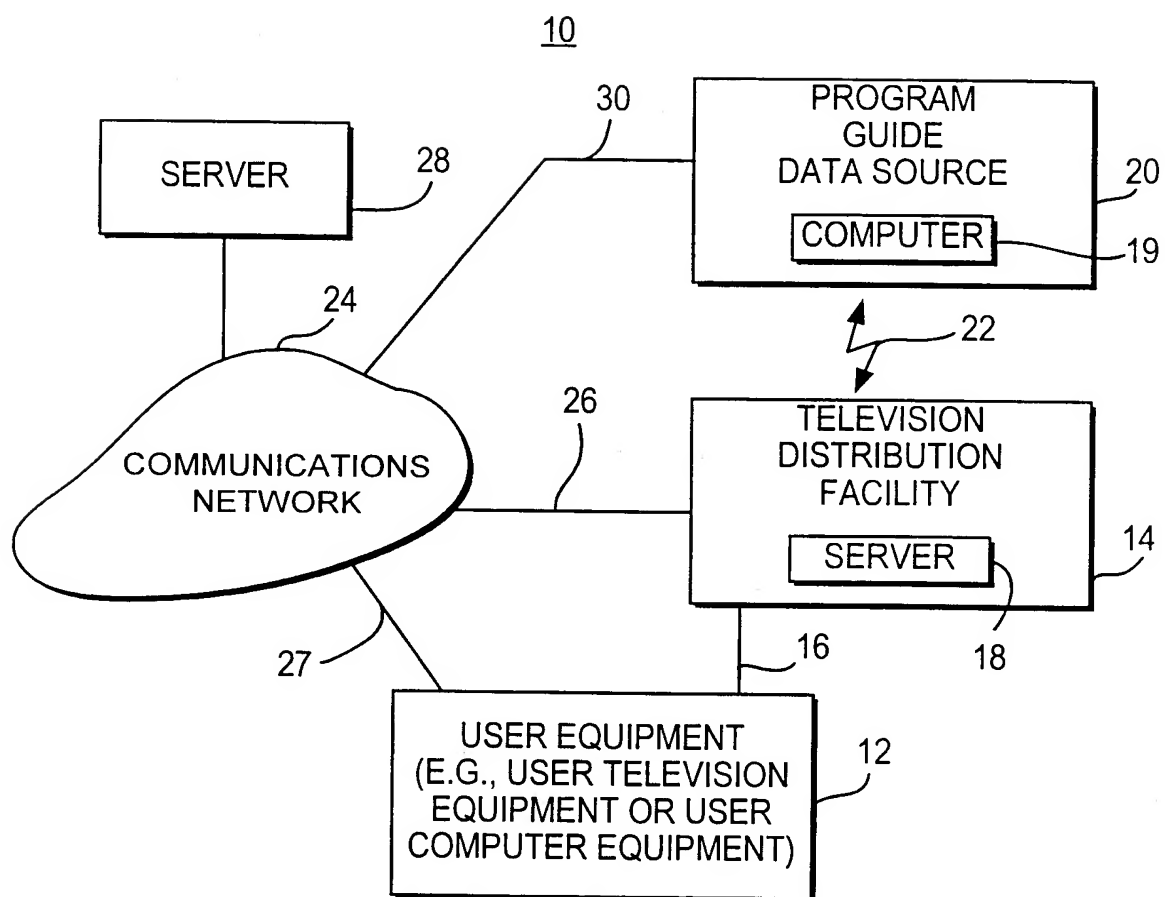 10
PROGRAM
GUIDE
DATA SOURCE
COMPUTER
20
19
30
SERVER
28
24
22
COMMUNICATIONS
NETWORK
26
TELEVISION
DISTRIBUTION
FACILITY
SERVER
14
18
27
16
USER EQUIPMENT
(E.G., USER TELEVISION
EQUIPMENT OR USER
COMPUTER EQUIPMENT)
12